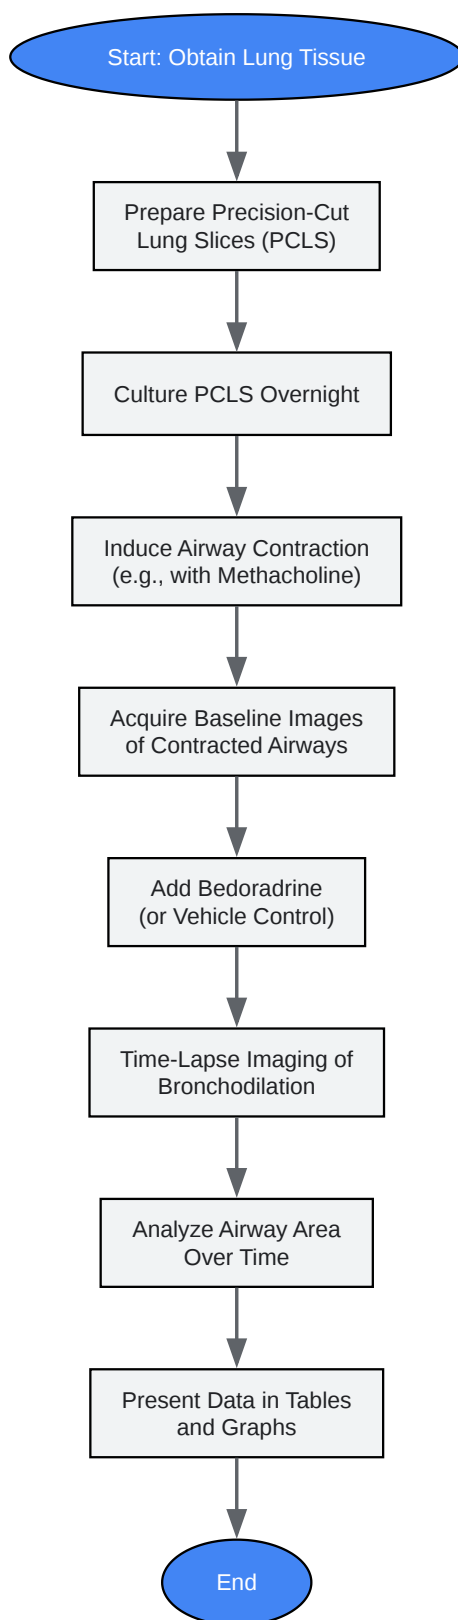 Start: Obtain Lung Tissue
Prepare Precision-Cut
Lung Slices (PCLS)
Culture PCLS Overnight
Induce Airway Contraction
(e.g., with Methacholine)
Acquire Baseline Images
of Contracted Airways
Add Bedoradrine
(or Vehicle Control)
Time-Lapse Imaging of
Bronchodilation
Analyze Airway Area
Over Time
Present Data in Tables
and Graphs
End